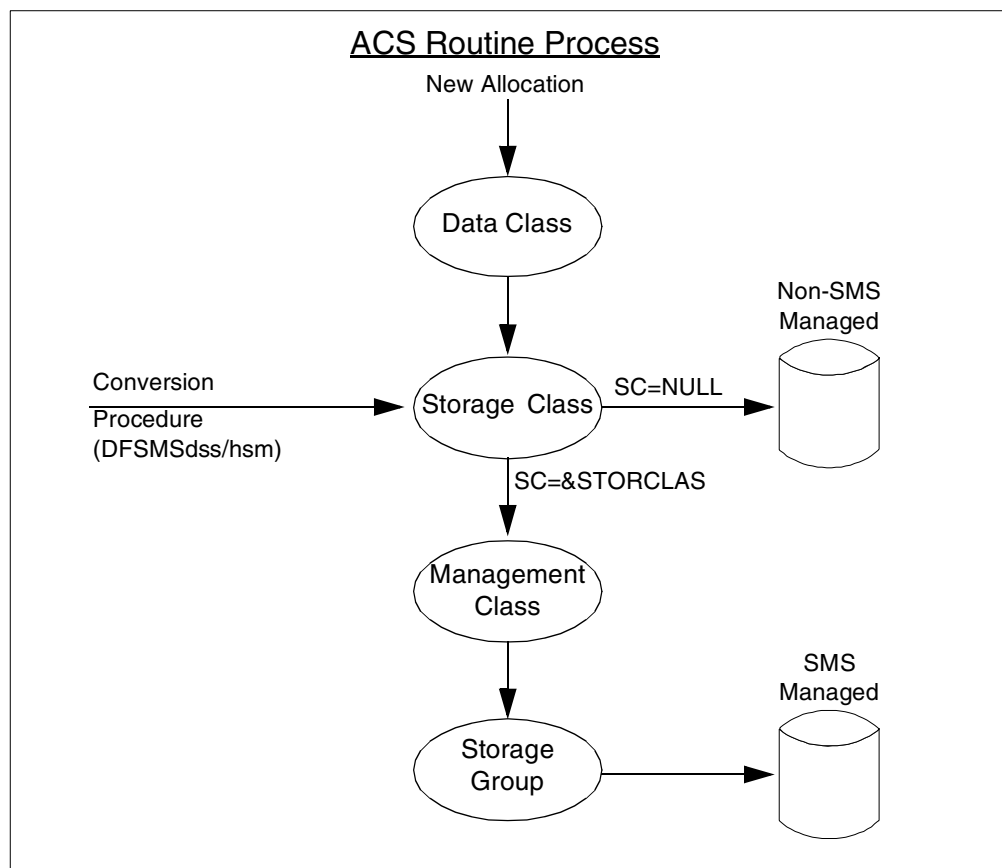 ACS Routine Process
New Allocation
Data Class
Non-SMS
Managed
Conversion
Procedure
(DFSMSdss/hsm)
Storage Class
SC=NULL
SC=&STORCLAS
Management
Class
SMS
Managed
Storage
Group